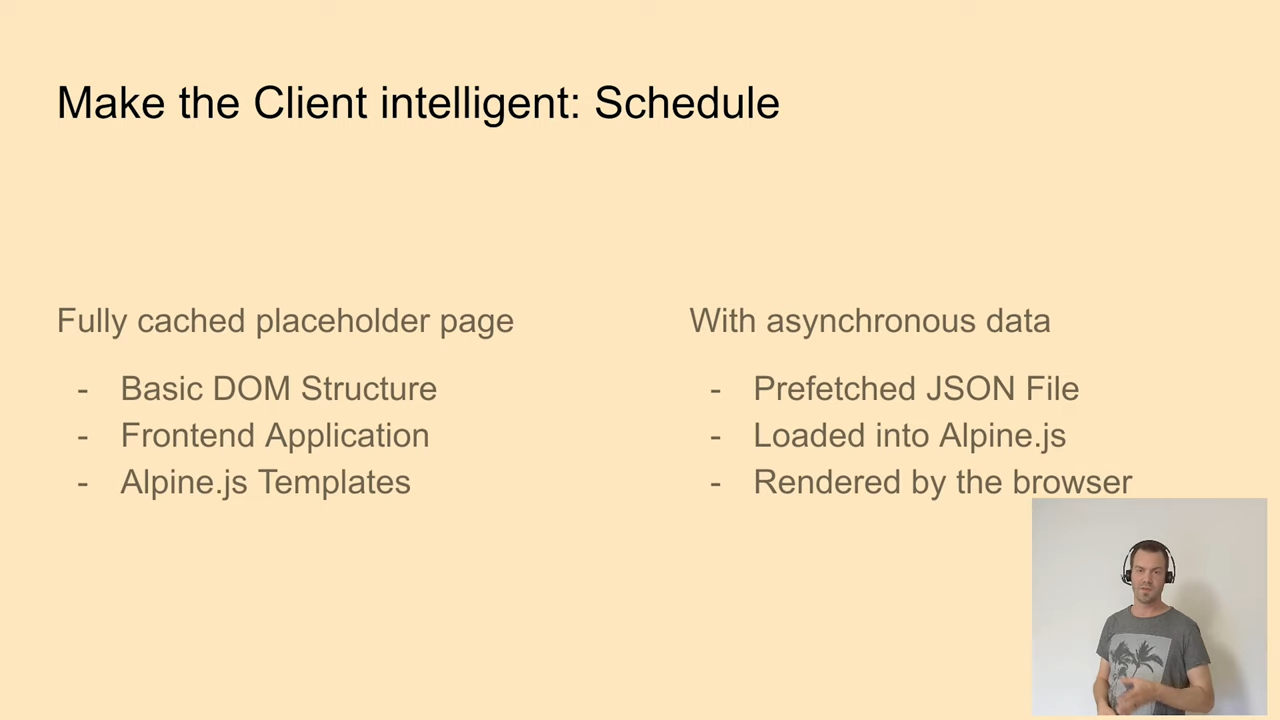 Make the Client intelligent: Schedule
Fully cached placeholder page
- Basic DOM Structure
- Frontend Application
- Alpine.js Templates
With asynchronous data
- Prefetched JSON File
- Loaded into Alpine.js
- Rendered by the browser